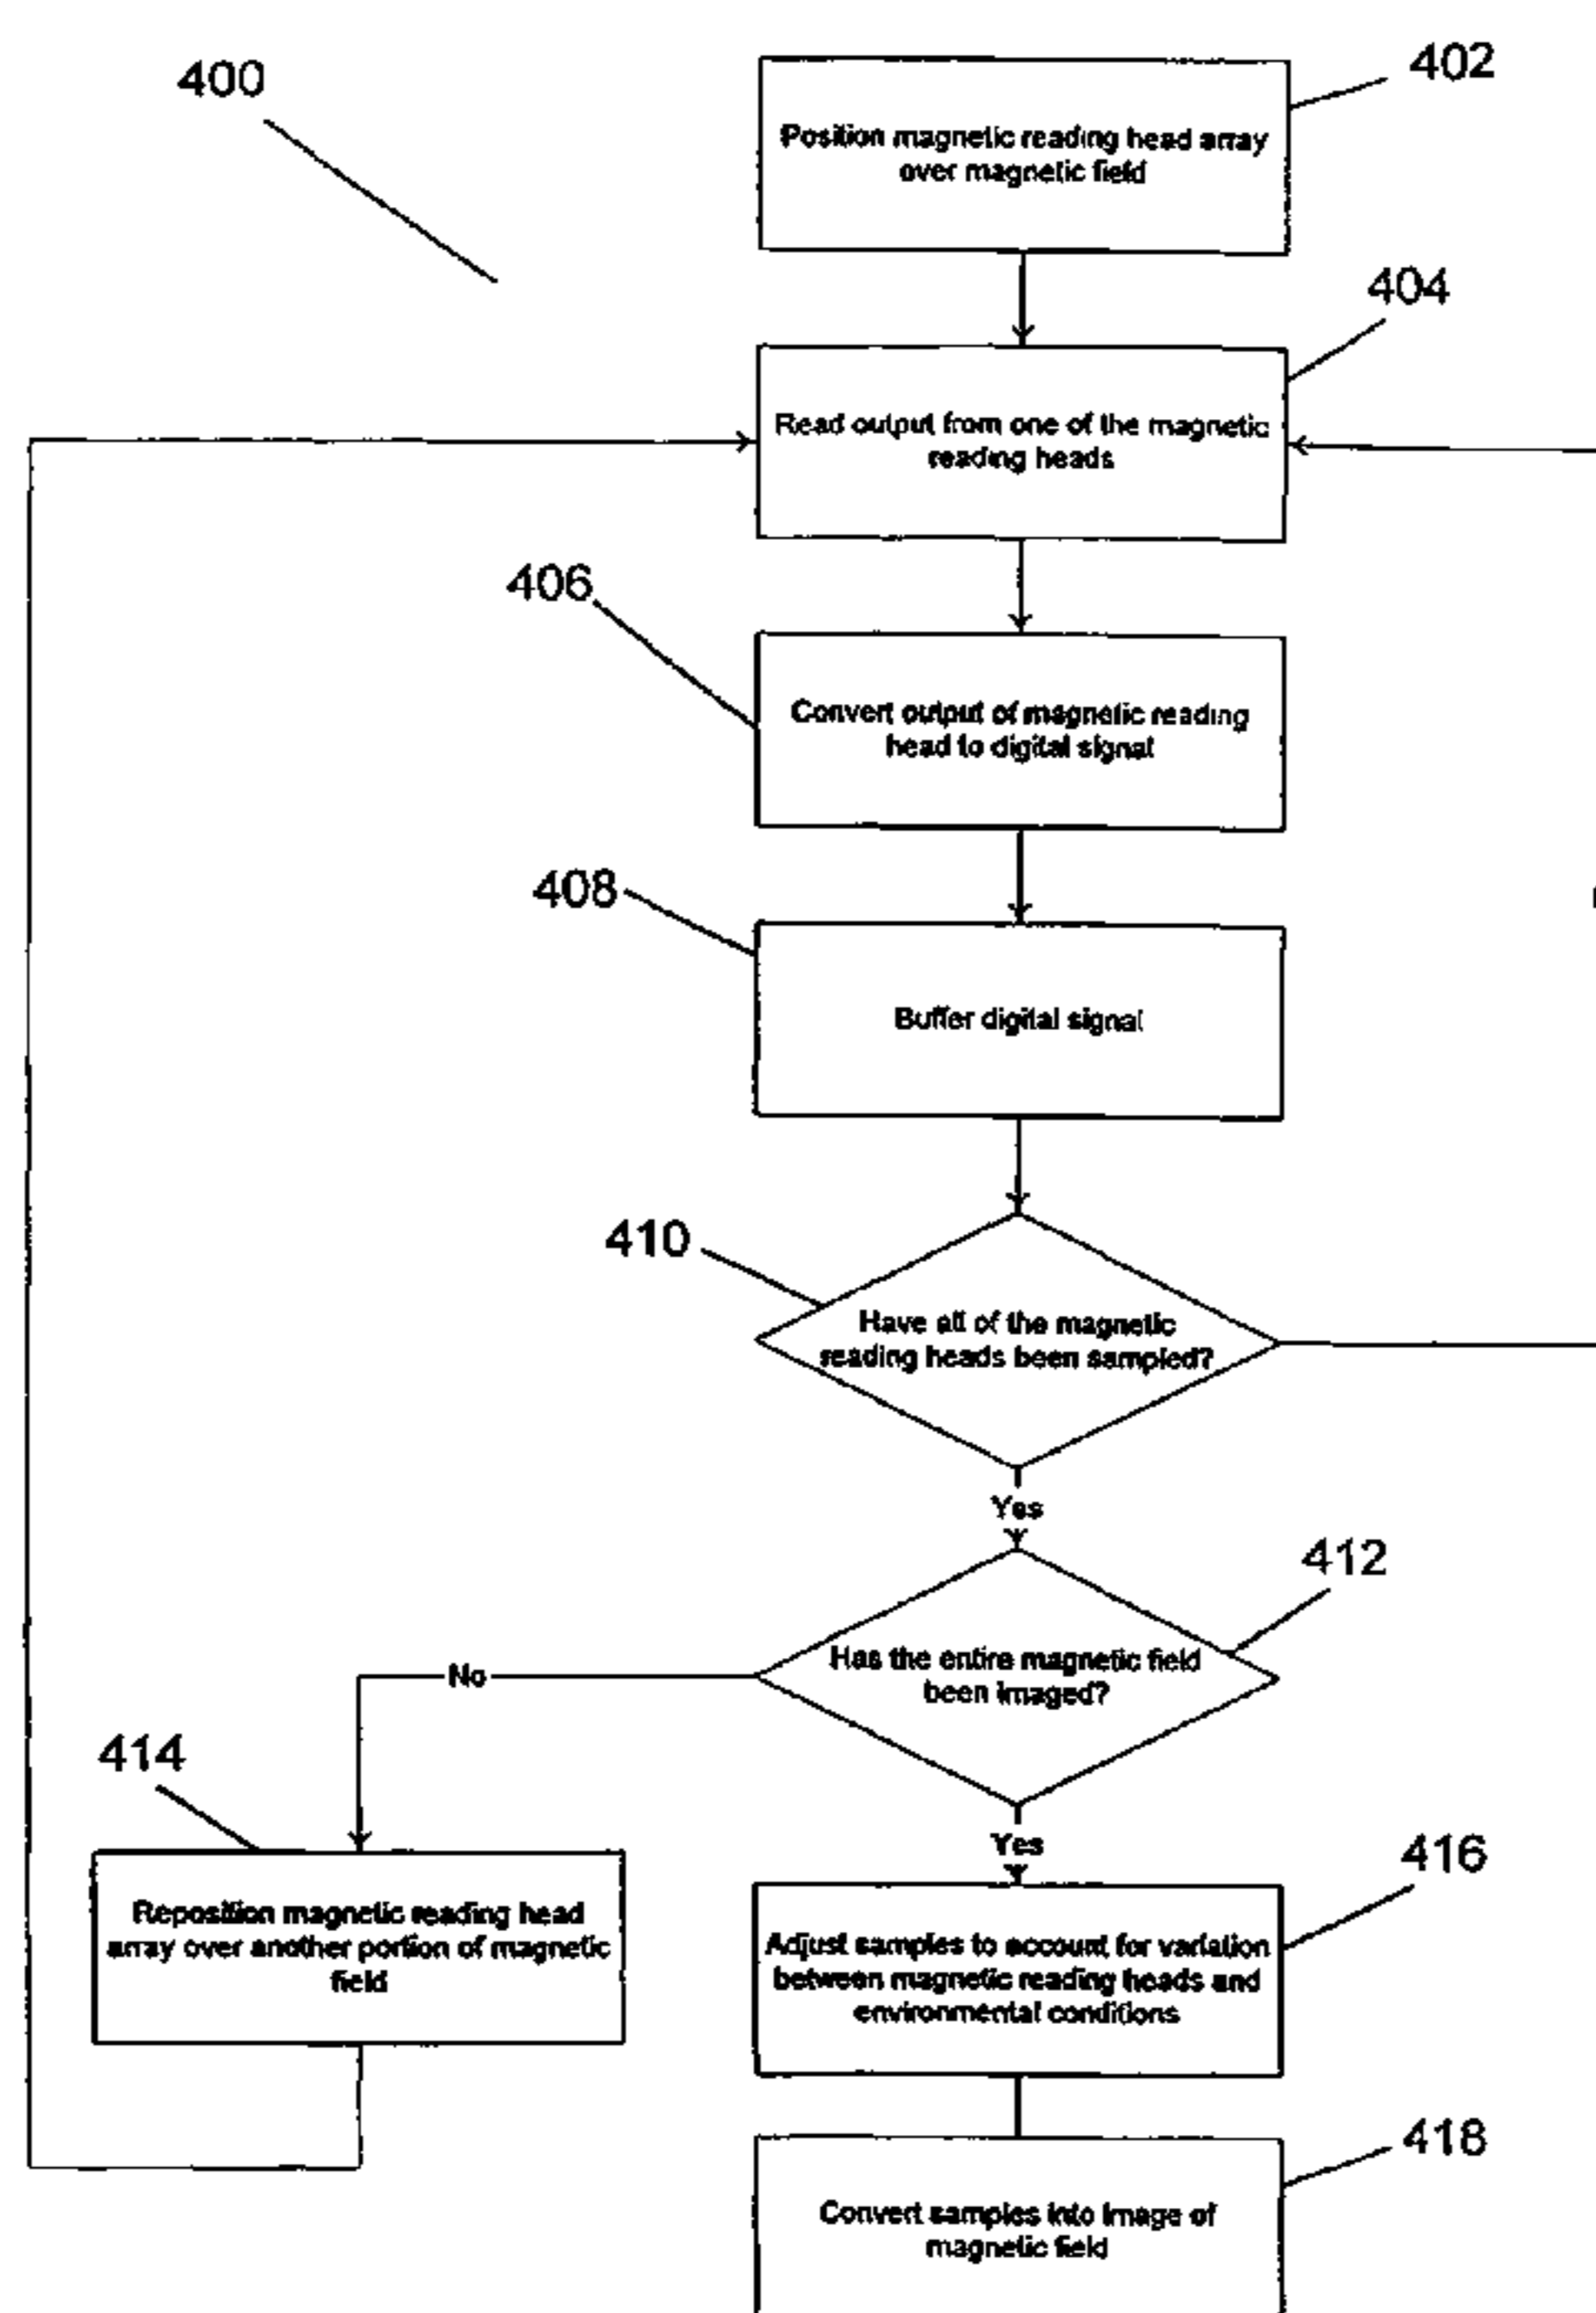 400
402
Position magnetic reading head array
over magnetic field
404
Read output from one of the magnetic
reading heads
406
Convert output of magnetic reading
head to digital signal
408
Buffer digital signal
410
Have all of the magnetic
reading heads been sampled?
Yes
412
Has the entire magnetic field
been imaged?
No
414
Reposition magnetic reading head
array over another portion of magnetic
field
Yes
416
Adjust samples to account for variation
between magnetic reading heads and
environmental conditions
418
Convert samples into image of
magnetic field